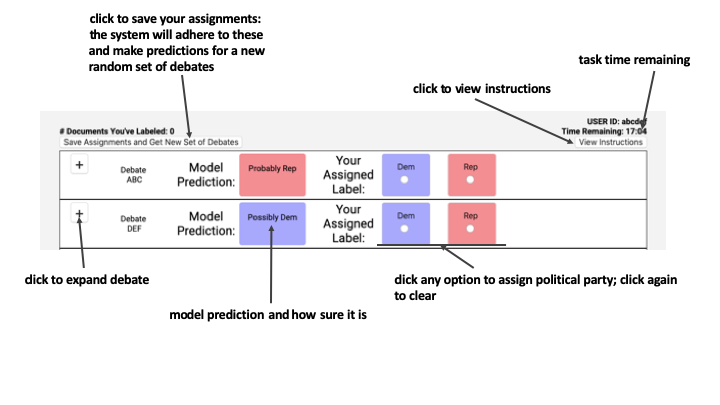 click to save your assignments:
the system will adhere to these
and make predictions for a new
random set of debates
task time remaining
click to view instructions
USER ID: abcdef
# Documents You've Labeled: 0
Time Remaining: 17:04
Save Assignments and Get New Set of Debates
View Instructions
+
Debate
ABC
Model
Prediction:
Probably Rep
Your
Assigned
Label:
Dem
Rep
+
Debate
DEF
Model
Prediction:
Possibly Dem
Your
Assigned
Label:
Dem
Rep
click to expand debate
click any option to assign political party; click again
to clear
model prediction and how sure it is